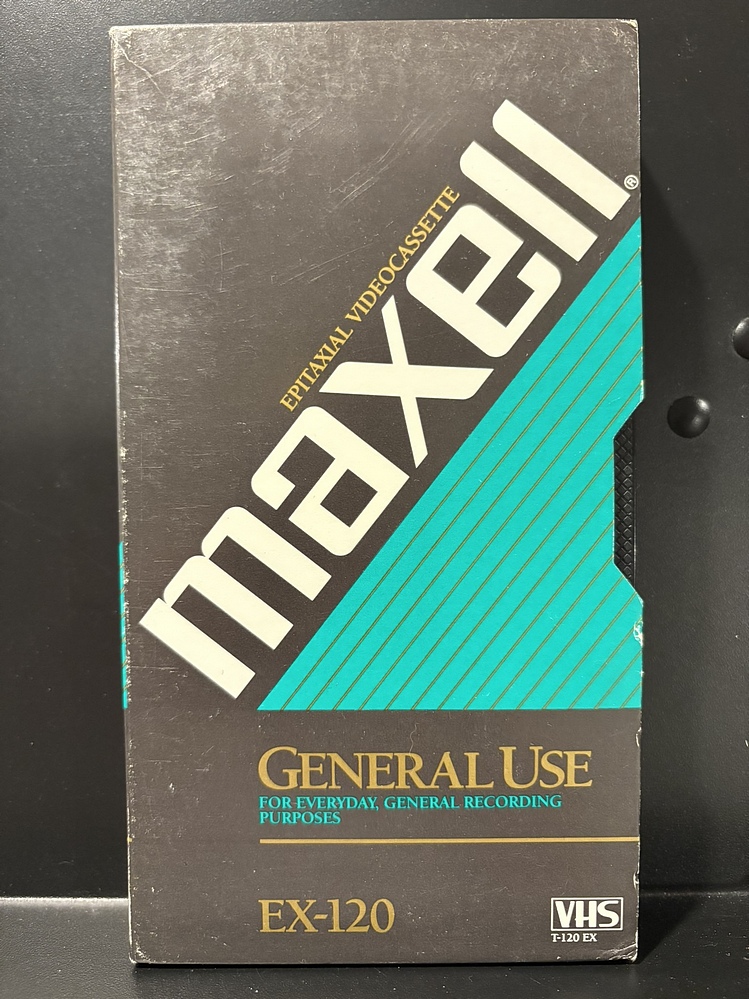 EPITAXIAL VIDEOCASSETTE
maxell®
GENERAL USE
FOR EVERYDAY, GENERAL RECORDING
PURPOSES
EX-120
VHS
T-120 EX